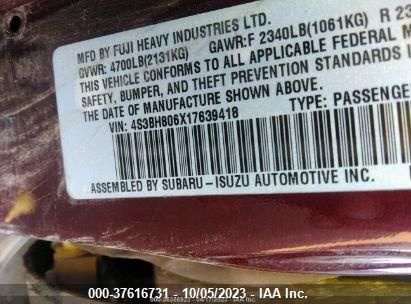 MFD BY FUJI HEAVY INDUSTRIES LTD.
GVWR: 4700LB(2131KG) GAWR:F 2340LB(1061KG) R 23
THIS VEHICLE CONFORMS TO ALL APPLICABLE FEDERAL M
SAFETY, BUMPER, AND THEFT PREVENTION STANDARDS
THE DATE OF MANUFACTURE SHOWN ABOVE.
VIN: 4S3BH806X17639418 TYPE: PASSENGE
ASSEMBLED BY SUBARU-ISUZU AUTOMOTIVE INC.
000-37616731 - 10/05/2023 - IAA Inc.